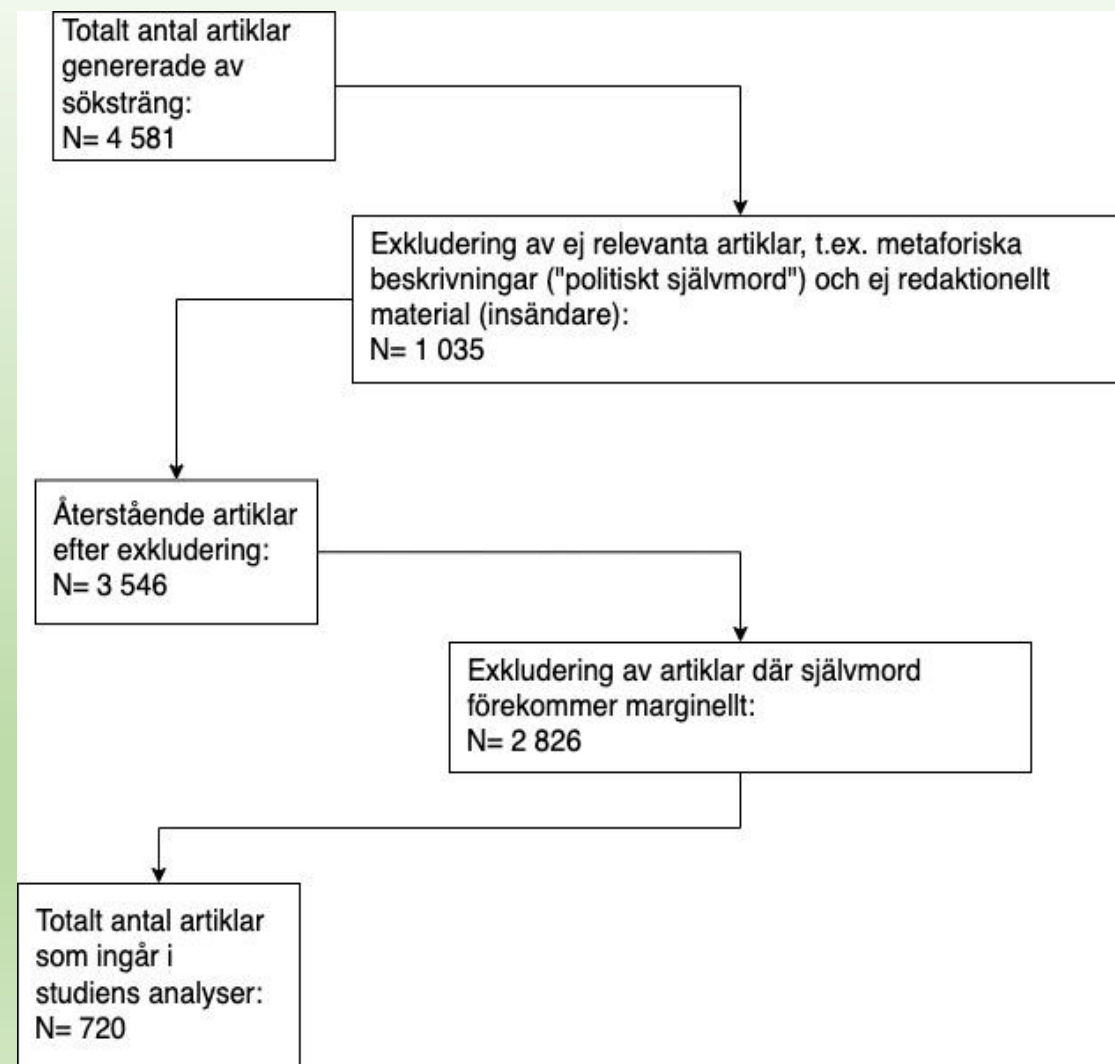 Totalt antal artiklar
genererade av
söksträng:
N= 4 581
Exkludering av ej relevanta artiklar, t.ex. metaforiska
beskrivningar ("politiskt självmord") och ej redaktionellt
material (insändare):
N= 1 035
Återstående artiklar
efter exkludering:
N= 3 546
Exkludering av artiklar där självmord
förekommer marginellt:
N= 2 826
Totalt antal artiklar
som ingår i
studiens analyser:
N= 720